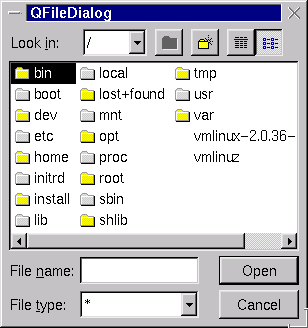 QFileDialog
Look in: /
bin
boot
dev
etc
home
initrd
install
lib
local
lost+found
mnt
opt
proc
root
sbin
shlib
tmp
usr
var
vmlinux-2.0.36-
vmlinuz
File name:
Open
File type: *
Cancel